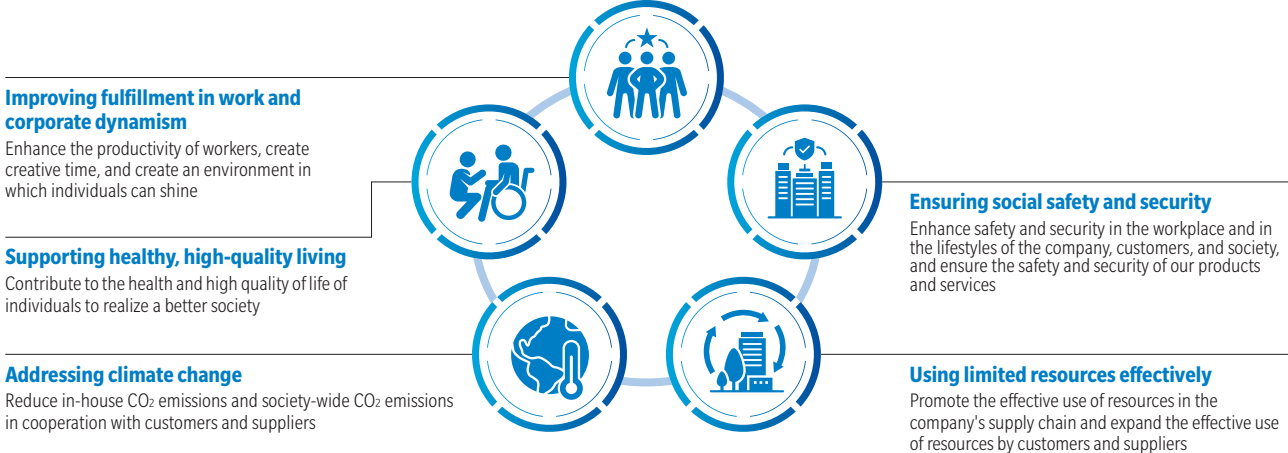 Improving fulfillment in work and
corporate dynamism
Enhance the productivity of workers, create
creative time, and create an environment in
which individuals can shine
Supporting healthy, high-quality living
Contribute to the health and high quality of life of
individuals to realize a better society
Addressing climate change
Reduce in-house CO₂ emissions and society-wide CO₂ emissions
in cooperation with customers and suppliers
Ensuring social safety and security
Enhance safety and security in the workplace and in
the lifestyles of the company, customers, and society,
and ensure the safety and security of our products
and services
Using limited resources effectively
Promote the effective use of resources in the
company's supply chain and expand the effective use
of resources by customers and suppliers